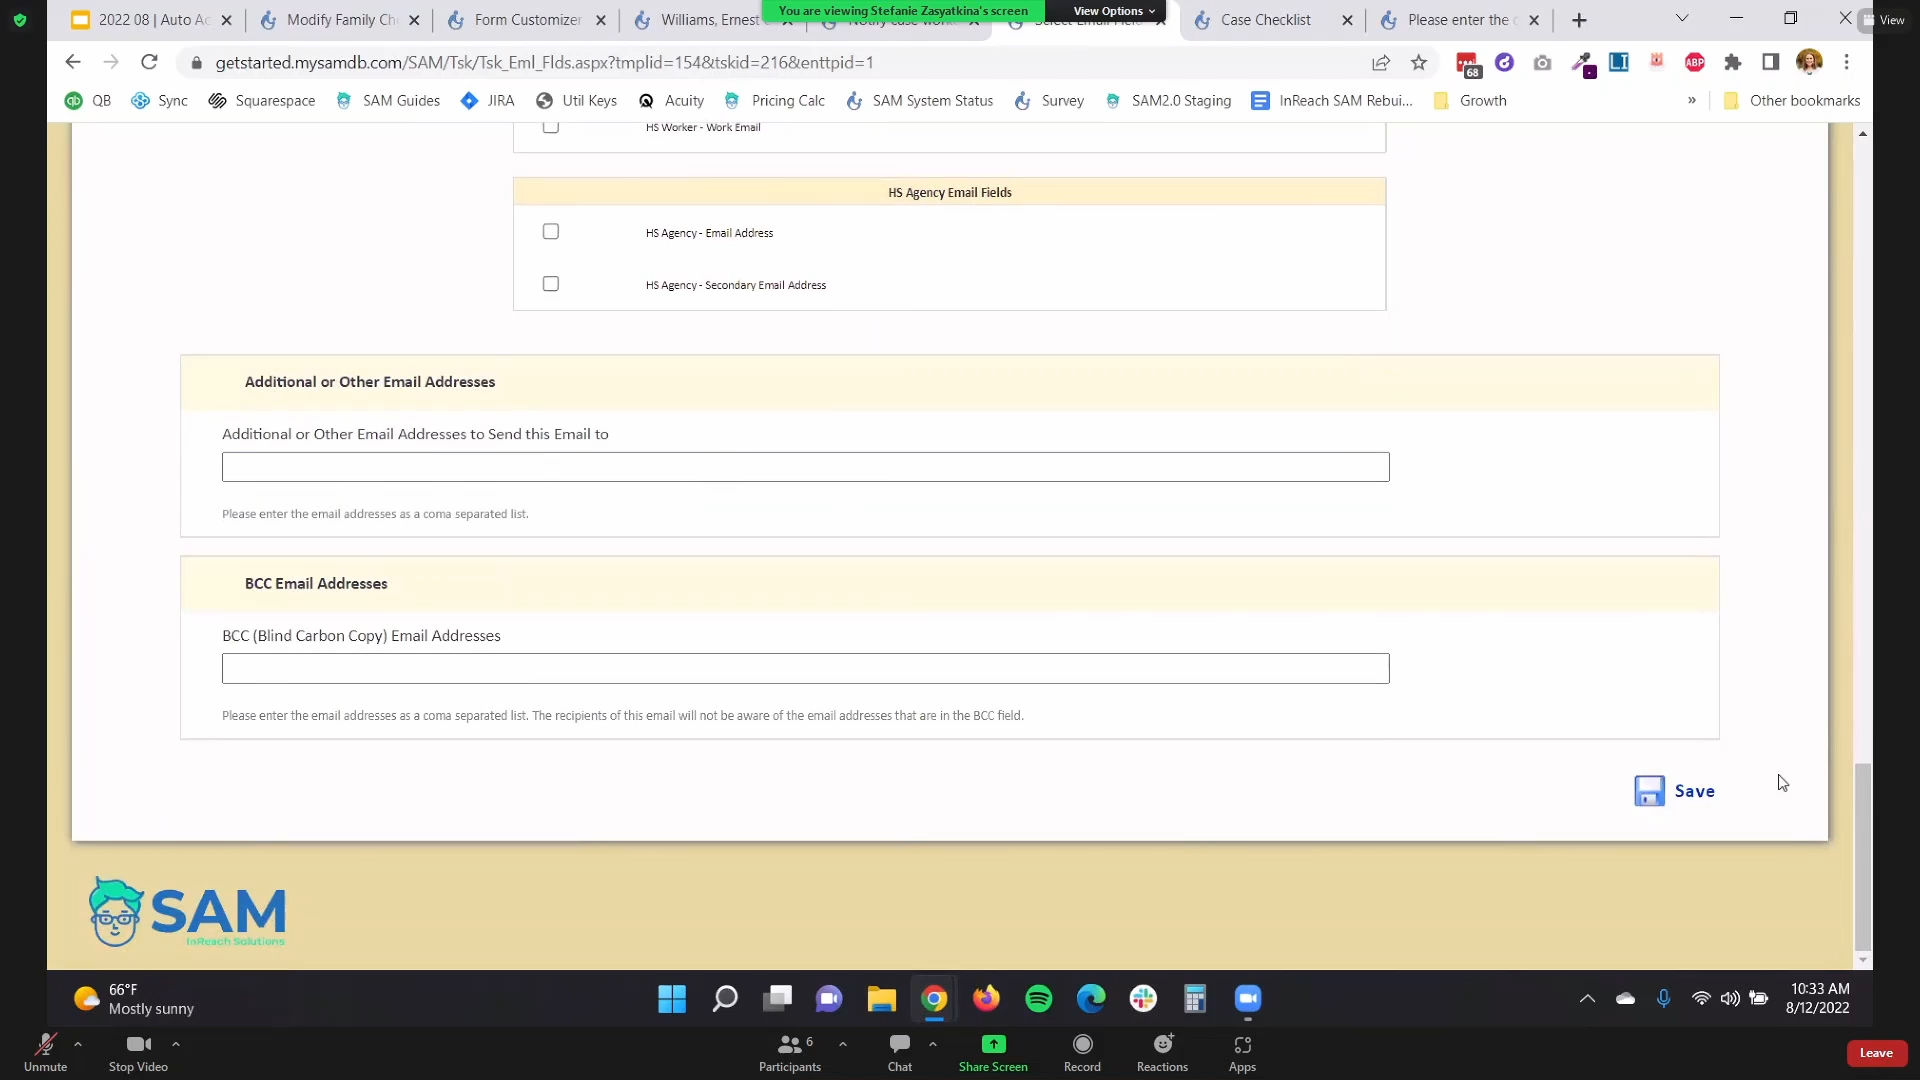 2022 08 | Auto Ac
Modify Family Ch
Form Customizer
Williams, Ernest
You are viewing Stefanie Zasyatkina's screen
View Options
Case Checklist
Please enter the c
View
getstarted.mysamdb.com/SAM/Tsk/Tsk_Eml_Flds.aspx?tmplid=154&tskid=216&enttpid=1
68
LI
ABP
QB
Sync
Squarespace
SAM Guides
JIRA
Util Keys
Acuity
Pricing Calc
SAM System Status
Survey
SAM2.0 Staging
InReach SAM Rebui...
Growth
»
Other bookmarks
HS Worker - Work Email
HS Agency Email Fields
HS Agency - Email Address
HS Agency - Secondary Email Address
Additional or Other Email Addresses
Additional or Other Email Addresses to Send this Email to
Please enter the email addresses as a coma separated list.
BCC Email Addresses
BCC (Blind Carbon Copy) Email Addresses
Please enter the email addresses as a coma separated list. The recipients of this email will not be aware of the email addresses that are in the BCC field.
Save
SAM
InReach Solutions
66°F
Mostly sunny
10:33 AM
8/12/2022
Unmute
Stop Video
6
Participants
Chat
Share Screen
Record
Reactions
Apps
Leave